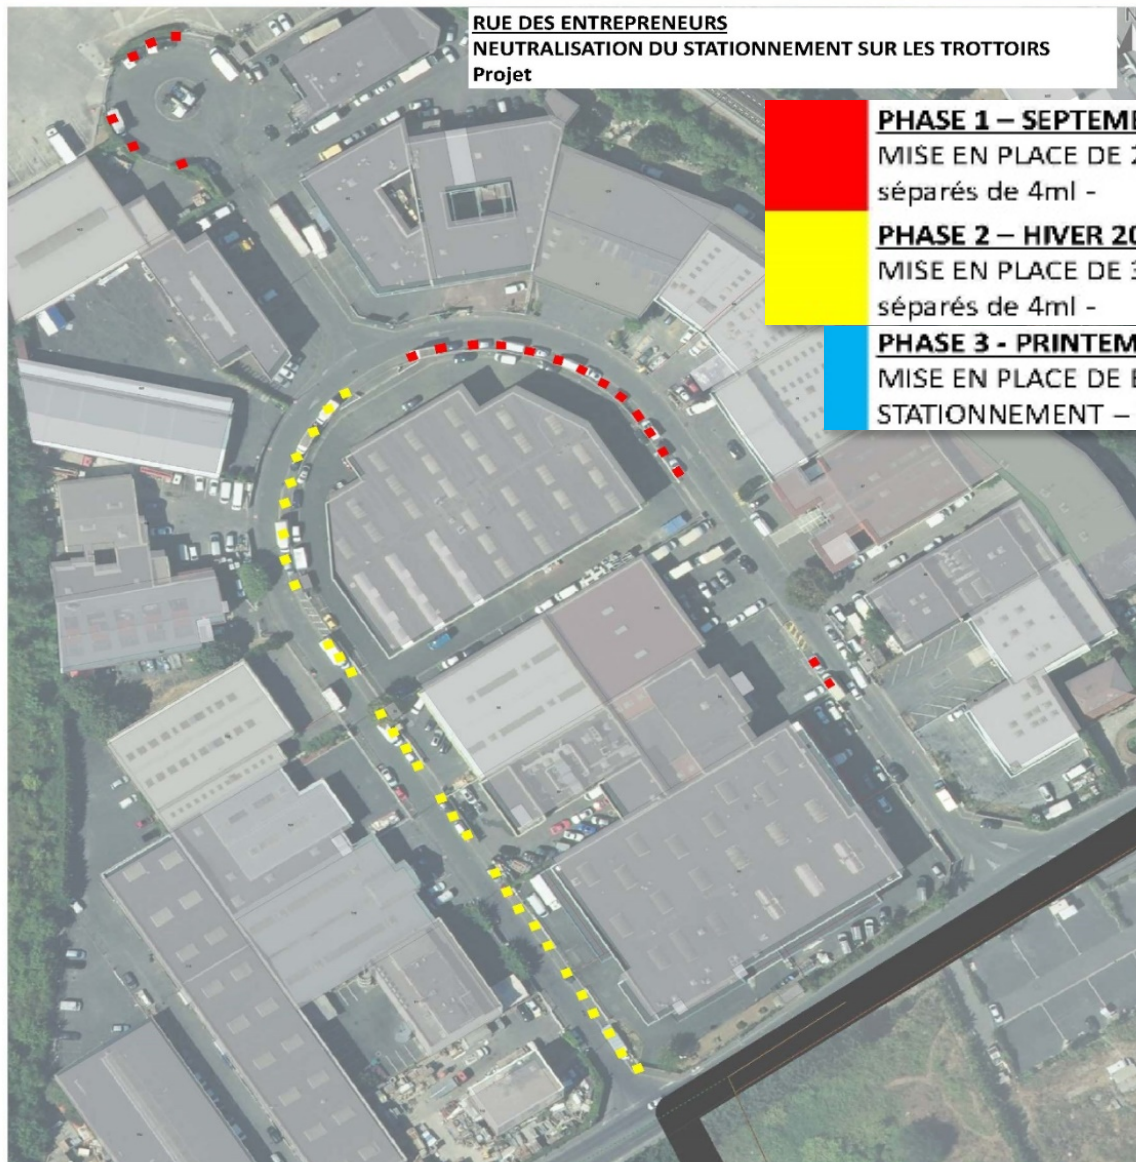 RUE DES ENTREPRENEURS
NEUTRALISATION DU STATIONNEMENT SUR LES TROTTOIRS
Projet
N
PHASE 1 – SEPTEME
MISE EN PLACE DE 2
séparés de 4ml -
PHASE 2 – HIVER 20
MISE EN PLACE DE 3
séparés de 4ml -
PHASE 3 - PRINTEM
MISE EN PLACE DE
STATIONNEMENT –